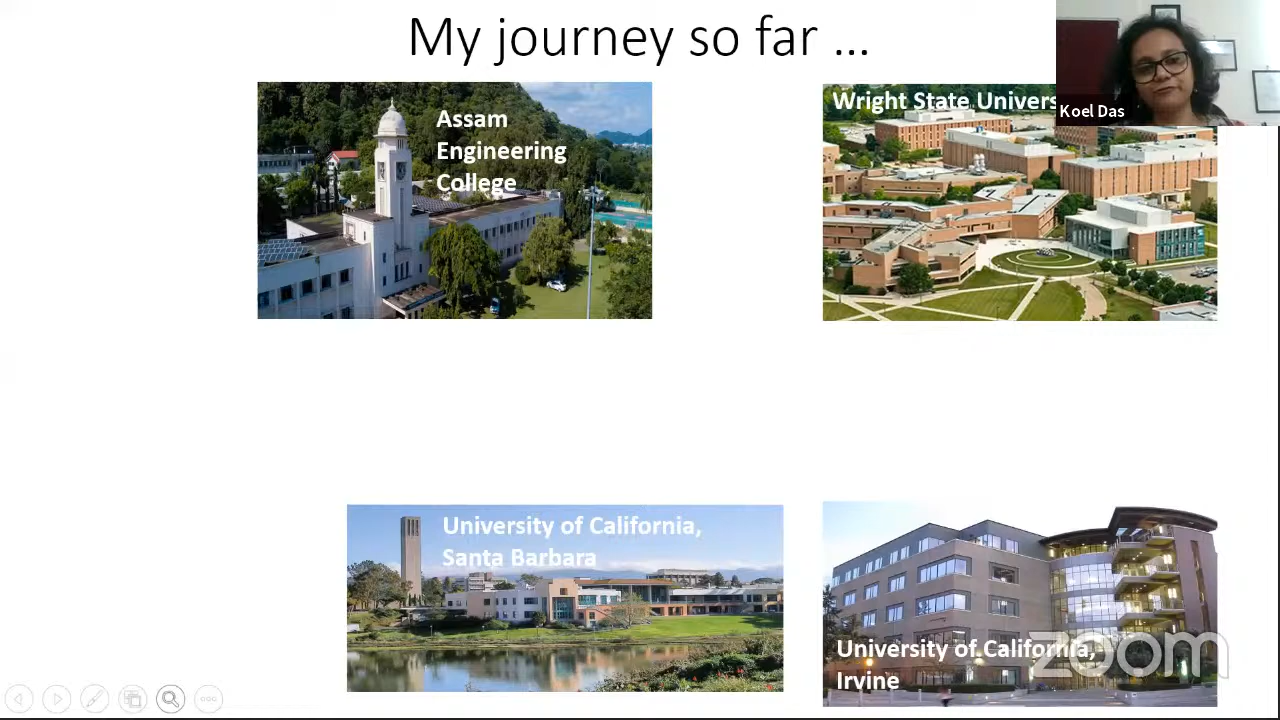 My journey so far ...
Assam
Engineering
College
Wright State Univers
Koel Das
University of California,
Santa Barbara
University of California,
Irvine
zoom